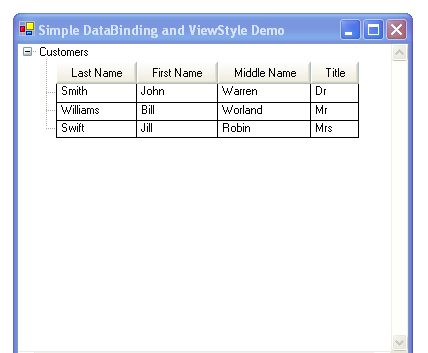 Simple DataBinding and ViewStyle Demo
Customers
Last Name First Name Middle Name Title
Smith John Warren Dr
Williams Bill Worland Mr
Swift Jill Robin Mrs